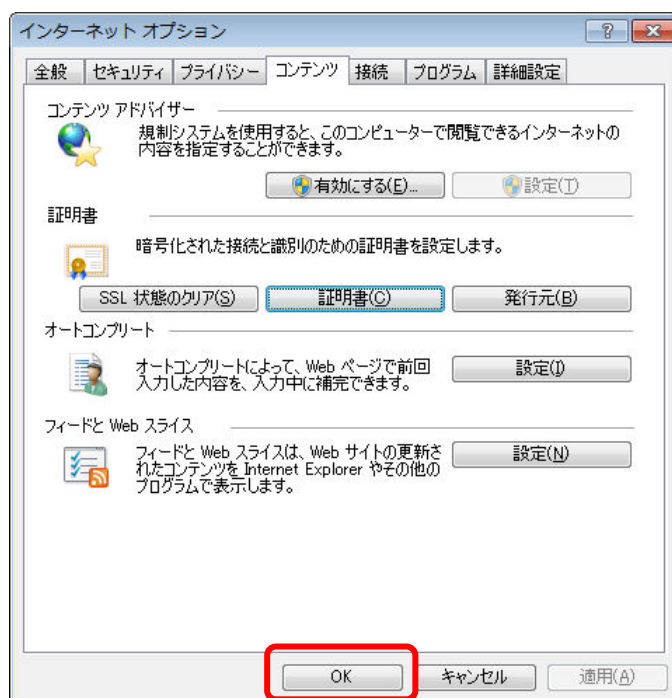 インターネット オプション
全般 セキュリティ プライバシー コンテンツ 接続 プログラム 詳細設定
コンテンツ アドバイザー
規制システムを使用すると、このコンピューターで閲覧できるインターネットの
内容を指定することができます。
有効にする(E)... 設定(T)
証明書
暗号化された接続と識別のための証明書を設定します。
SSL 状態のクリア(S) 証明書(C) 発行元(B)
オートコンプリート
オートコンプリートによって、Web ページで前回
入力した内容を、入力中に補完できます。
設定(I)
フィードと Web スライス
フィードと Web スライスは、Web サイトの更新さ
れたコンテンツを Internet Explorer やその他の
プログラムで表示します。
設定(N)
OK キャンセル 適用(A)